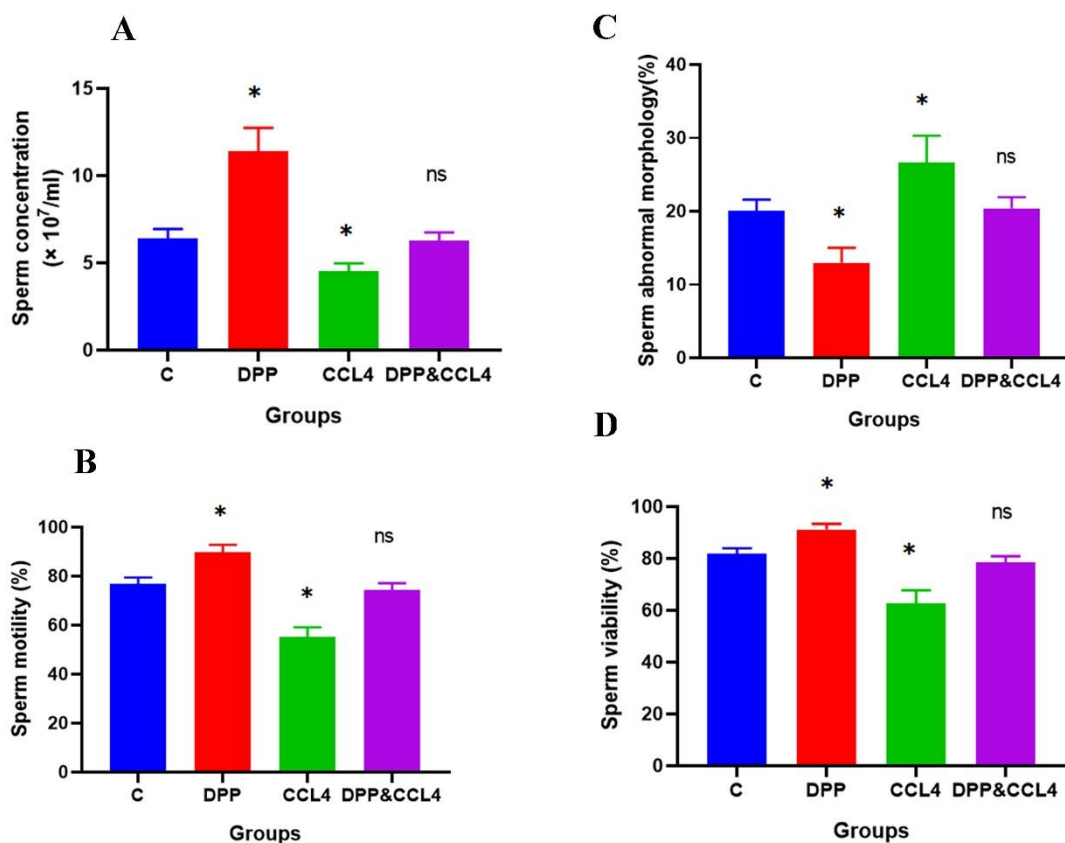 A
Sperm concentration
(× 10⁷/ml)
15
10
5
0
*
*
ns
C DPP CCL4 DPP&CCL4
Groups
B
Sperm motility (%)
100
80
60
40
20
0
*
*
ns
C DPP CCL4 DPP&CCL4
Groups
C
Sperm abnormal morphology(%)
40
30
20
10
0
*
*
ns
C DPP CCL4 DPP&CCL4
Groups
D
Sperm viability (%)
100
80
60
40
20
0
*
*
ns
C DPP CCL4 DPP&CCL4
Groups